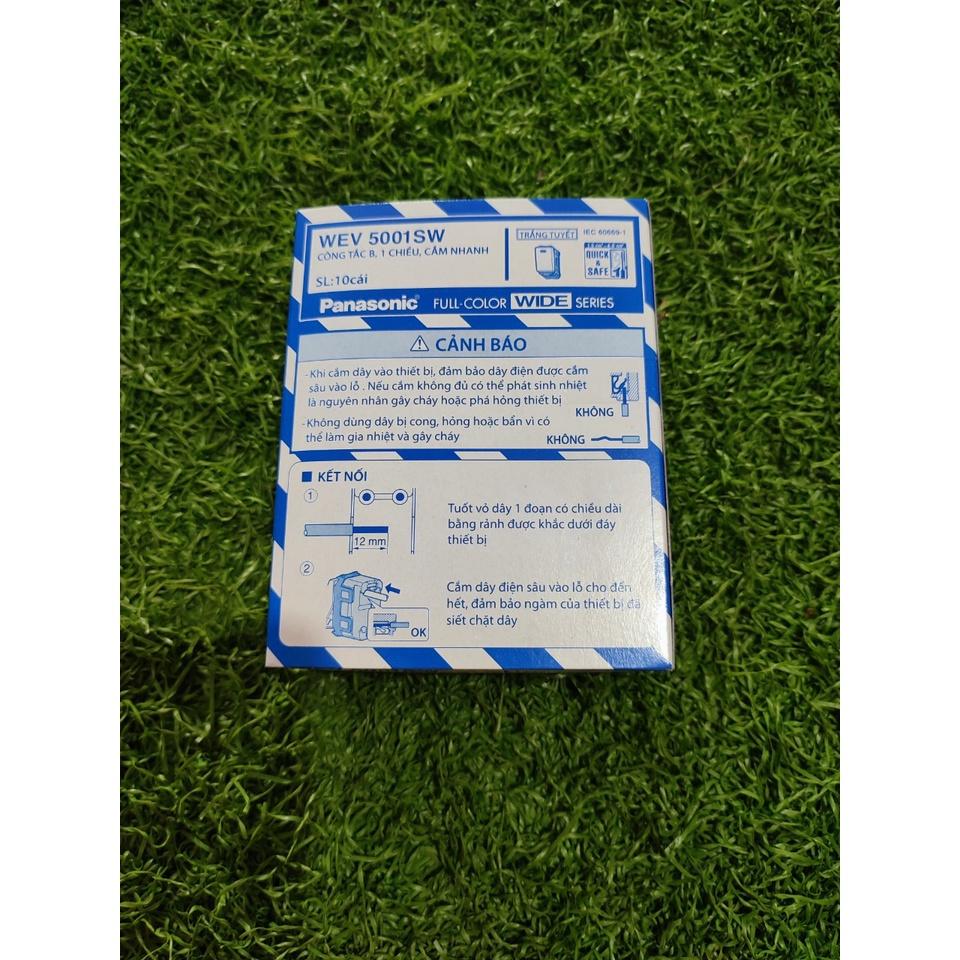 WEV 5001SW
CÔNG TẮC B, 1 CHIỀU, CẮM NHANH
SL:10cái
TRẮNG TUYẾT
IEC 60669-1
QUICK
&
SAFE
Panasonic FULL-COLOR WIDE SERIES
CẢNH BÁO
-Khi cắm dây vào thiết bị, đảm bảo dây điện được cắm
sâu vào lỗ . Nếu cắm không đủ có thể phát sinh nhiệt
là nguyên nhân gây cháy hoặc phá hỏng thiết bị
KHÔNG
-Không dùng dây bị cong, hỏng hoặc bẩn vì có
thể làm gia nhiệt và gây cháy
KHÔNG
KẾT NỐI
1
12 mm
Tuốt vỏ dây 1 đoạn có chiều dài
bằng rảnh được khắc dưới đáy
thiết bị
2
OK
Cắm dây điện sâu vào lỗ cho đến
hết, đảm bảo ngàm của thiết bị đã
siết chặt dây